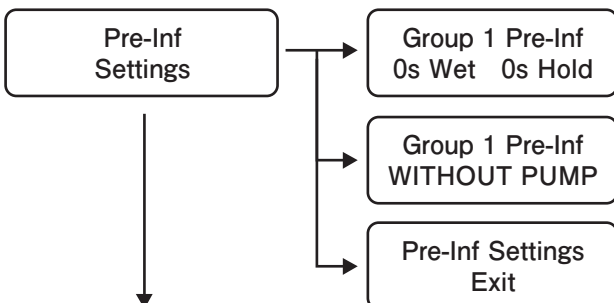 Pre-Inf
Settings
Group 1 Pre-Inf
0s Wet 0s Hold
Group 1 Pre-Inf
WITHOUT PUMP
Pre-Inf Settings
Exit